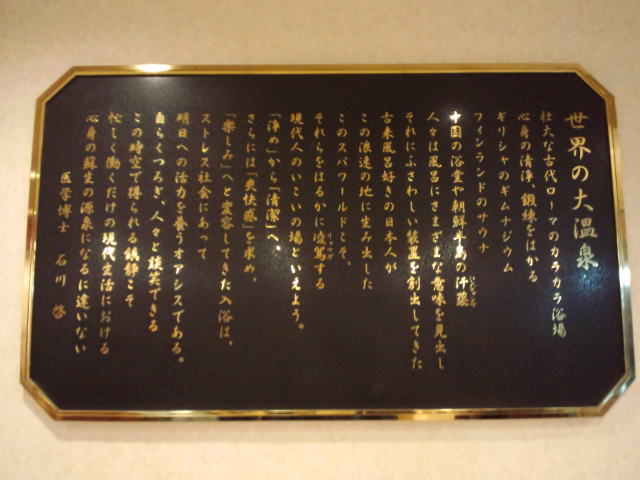 世界の大温泉
壮大な古代ローマのカラカラ浴場
心身の清浄、鍛練をはかる
ギリシャのギムナジウム
フィンランドのサウナ
中国の浴堂や朝鮮半島の汗蒸
人々は風呂にさまざまな意味を見出し
それにふさわしい装置を創出してきた
古来風呂好きの日本人が
この浪速の地に生み出した
このスパワールドこそ、
それらをはるかに凌駕する
現代人のいこいの場といえよう。
「浄め」から「清潔」へ、
さらには「爽快感」を求め、
「楽しみ」へと変容してきた入浴は、
ストレス社会にあって
明日への活力を養うオアシスである。
自らくつろぎ、人々と談笑できる
この時空で得られる鎮静こそ
忙しく働くだけの現代生活における
心身の蘇生の源泉になるに違いない
医学博士 石川